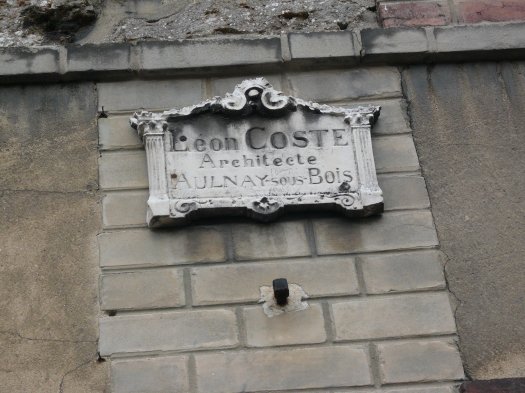 Léon COSTE
Architecte
AULNAY-SOUS-BOIS